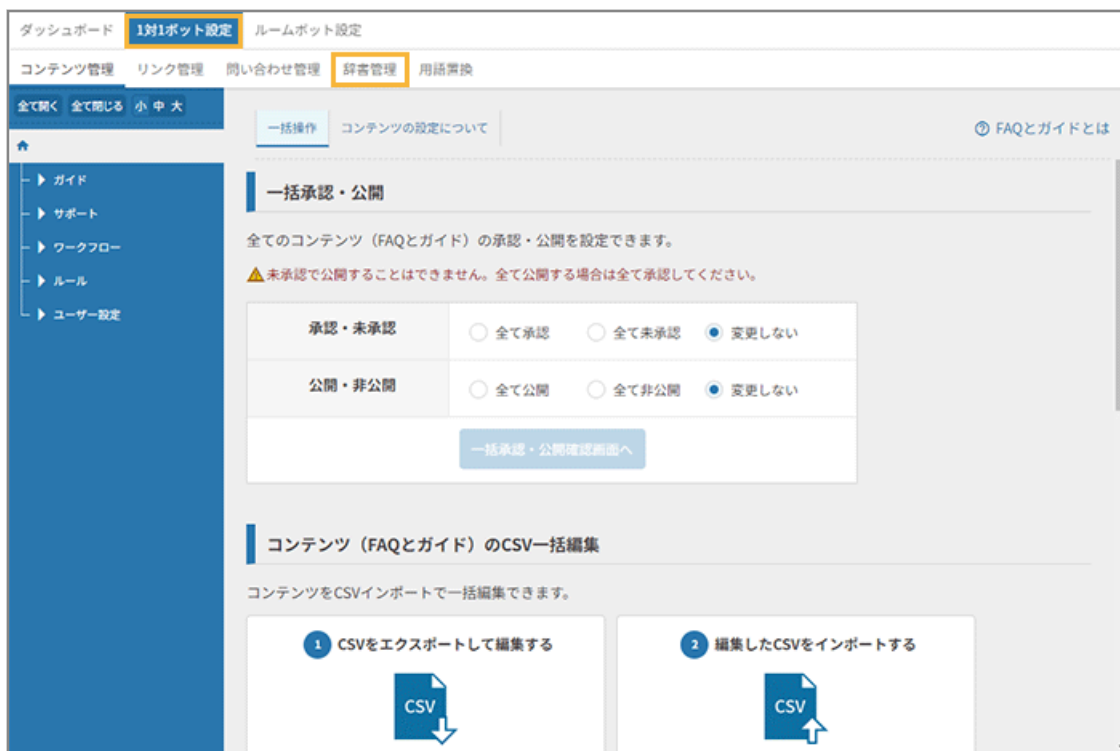 ダッシュボード 1対1ボット設定 ルームボット設定
コンテンツ管理 リンク管理 問い合わせ管理 辞書管理 用語置換
全て開く 全て閉じる 小 中 大
一括操作 コンテンツの設定について
FAQとガイドとは
ガイド
サポート
ワークフロー
ルール
ユーザー設定
一括承認・公開
全てのコンテンツ（FAQとガイド）の承認・公開を設定できます。
未承認で公開することはできません。全て公開する場合は全て承認してください。
承認・未承認 全て承認 全て未承認 変更しない
公開・非公開 全て公開 全て非公開 変更しない
一括承認・公開確認画面へ
コンテンツ（FAQとガイド）のCSV一括編集
コンテンツをCSVインポートで一括編集できます。
1 CSVをエクスポートして編集する
CSV
2 編集したCSVをインポートする
CSV